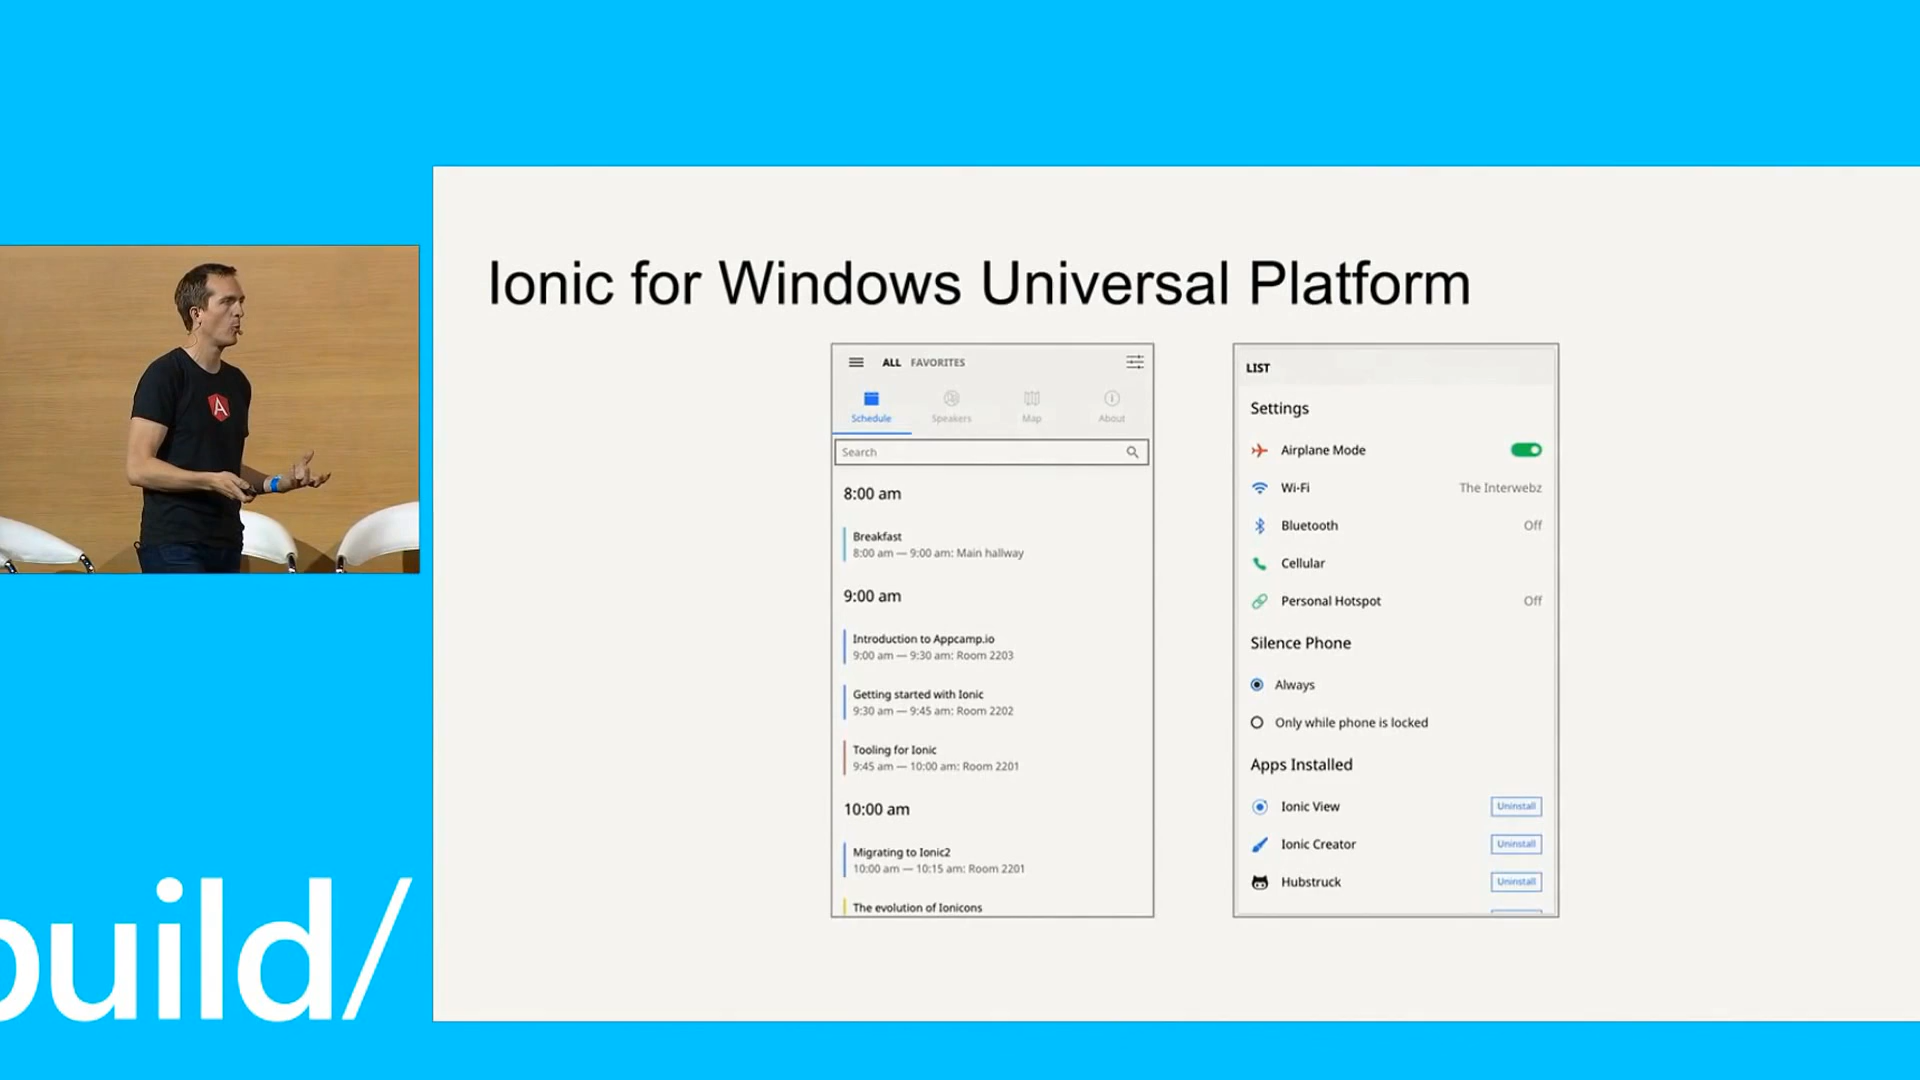 Ionic for Windows Universal Platform
ALL FAVORITES
Schedule Speakers Map About
Search
8:00 am
Breakfast
8:00 am — 9:00 am: Main hallway
9:00 am
Introduction to Appcamp.io
9:00 am — 9:30 am: Room 2203
Getting started with Ionic
9:30 am — 9:45 am: Room 2202
Tooling for Ionic
9:45 am — 10:00 am: Room 2201
10:00 am
Migrating to Ionic2
10:00 am — 10:15 am: Room 2201
The evolution of Ionicons
LIST
Settings
Airplane Mode
Wi-Fi The Interwebz
Bluetooth Off
Cellular
Personal Hotspot Off
Silence Phone
Always
Only while phone is locked
Apps Installed
Ionic View Uninstall
Ionic Creator Uninstall
Hubstruck Uninstall
A
build/